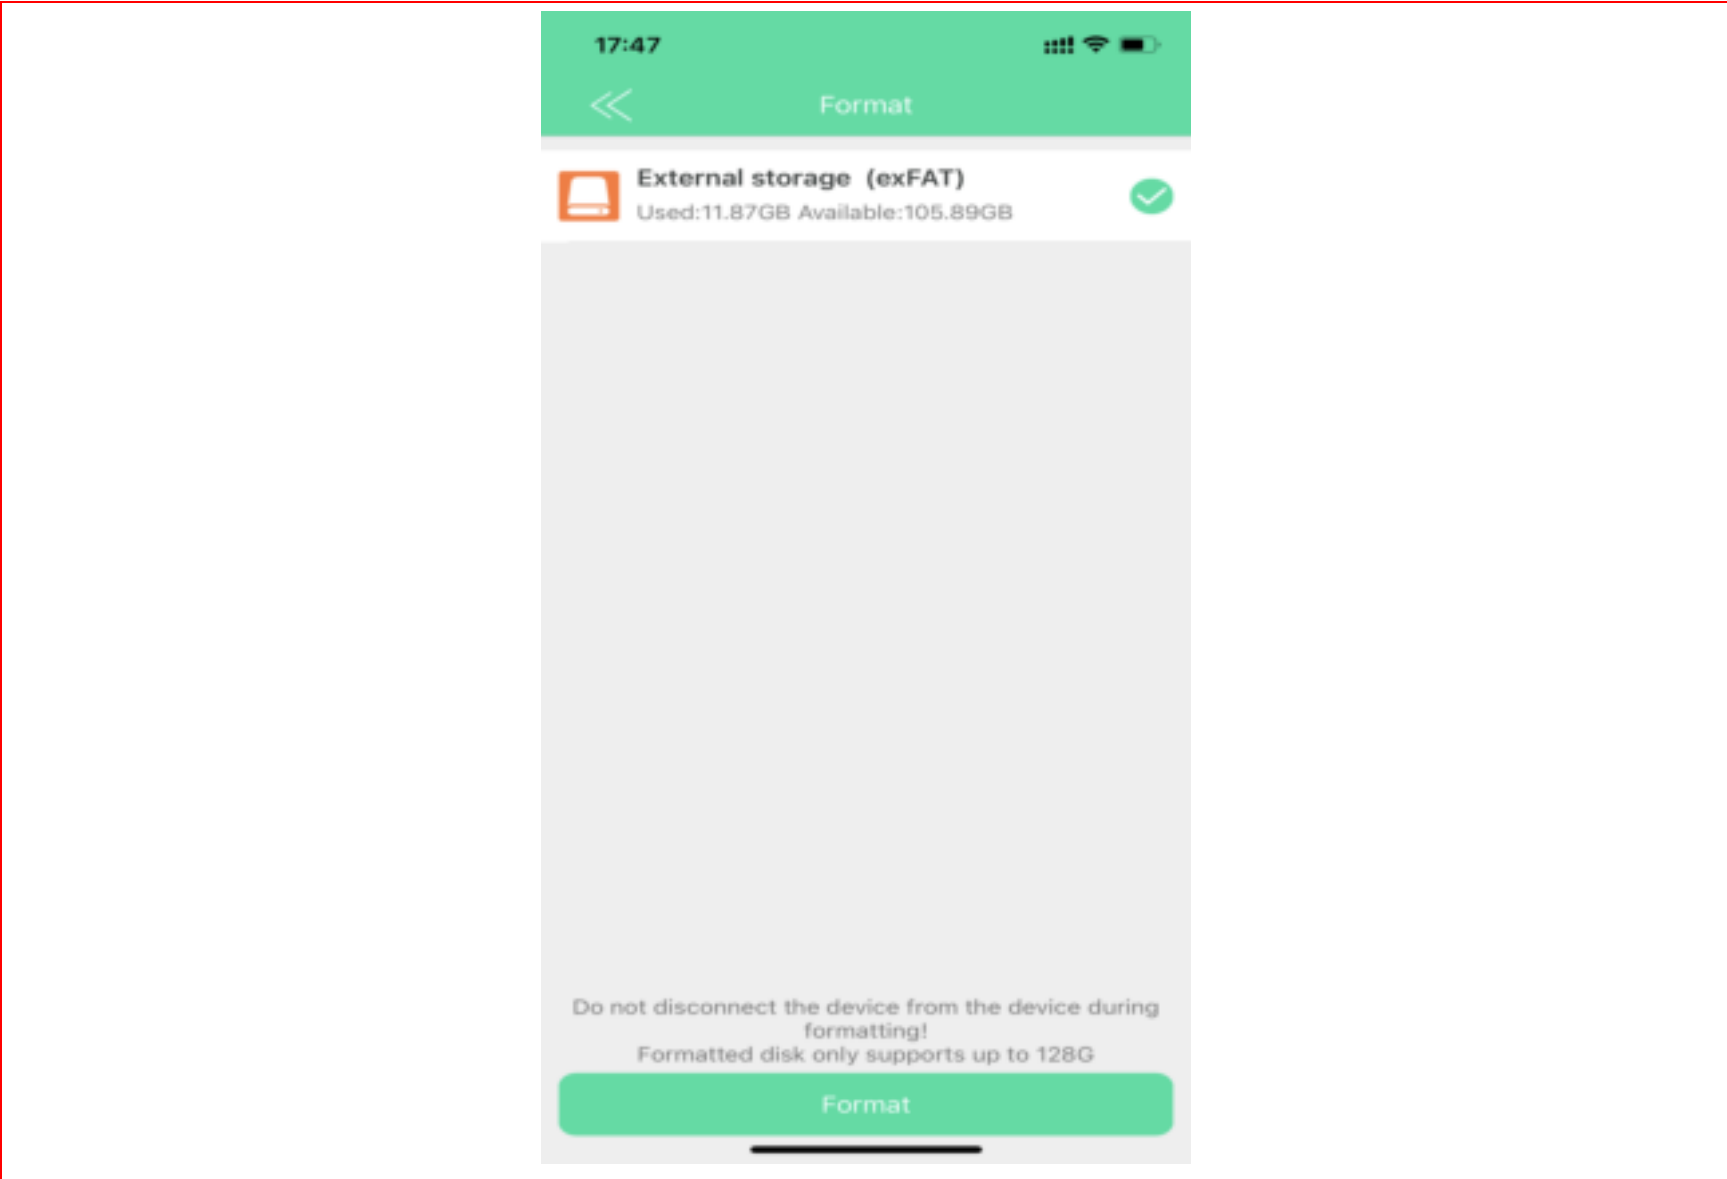 17:47
Format
External storage (exFAT)
Used:11.87GB Available:105.89GB
Do not disconnect the device from the device during
formatting!
Formatted disk only supports up to 128G
Format